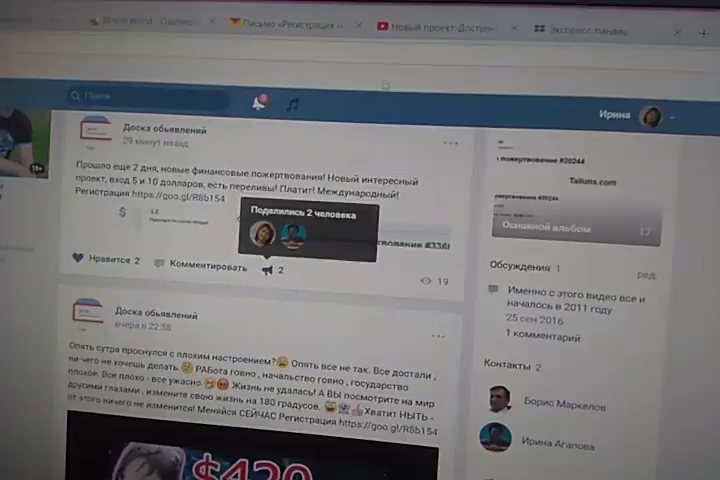 Письмо «Регистрация
Новый проект-Доступн
Экспресс-панель
Поиск
Ирина
Доска объявлений
29 минут назад
Прошло еще 2 дня, новые финансовые пожертвования! Новый интересный
проект, вход 5 и 10 долларов, есть переливы! Платит! Международный!
Регистрация https://goo.gl/R8b154
Поделились 2 человека
твование #336
Нравится 2
Комментировать
2
19
Доска объявлений
вчера в 22:58
Опять сутра проснулся с плохим настроением? Опять все не так. Все достали ,
ни чего не хочешь делать. РАбота говно , начальство говно , государство
плохое. Все плохо - все ужасно. Жизнь не удалась! А ВЫ посмотрите на мир
другими глазами , измените свою жизнь на 180 градусов. Хватит НЫТЬ -
от этого ничего не изменится! Меняйся СЕЙЧАС Регистрация https://goo.gl/R8b154
$420
18+
пожертвование #20244
Tailuns.com
Основной альбом
17
Обсуждения 1
ред.
Именно с этого видео все и
началось в 2011 году
25 сен 2016
1 комментарий
Контакты 2
Борис Маркелов
Ирина Агапова